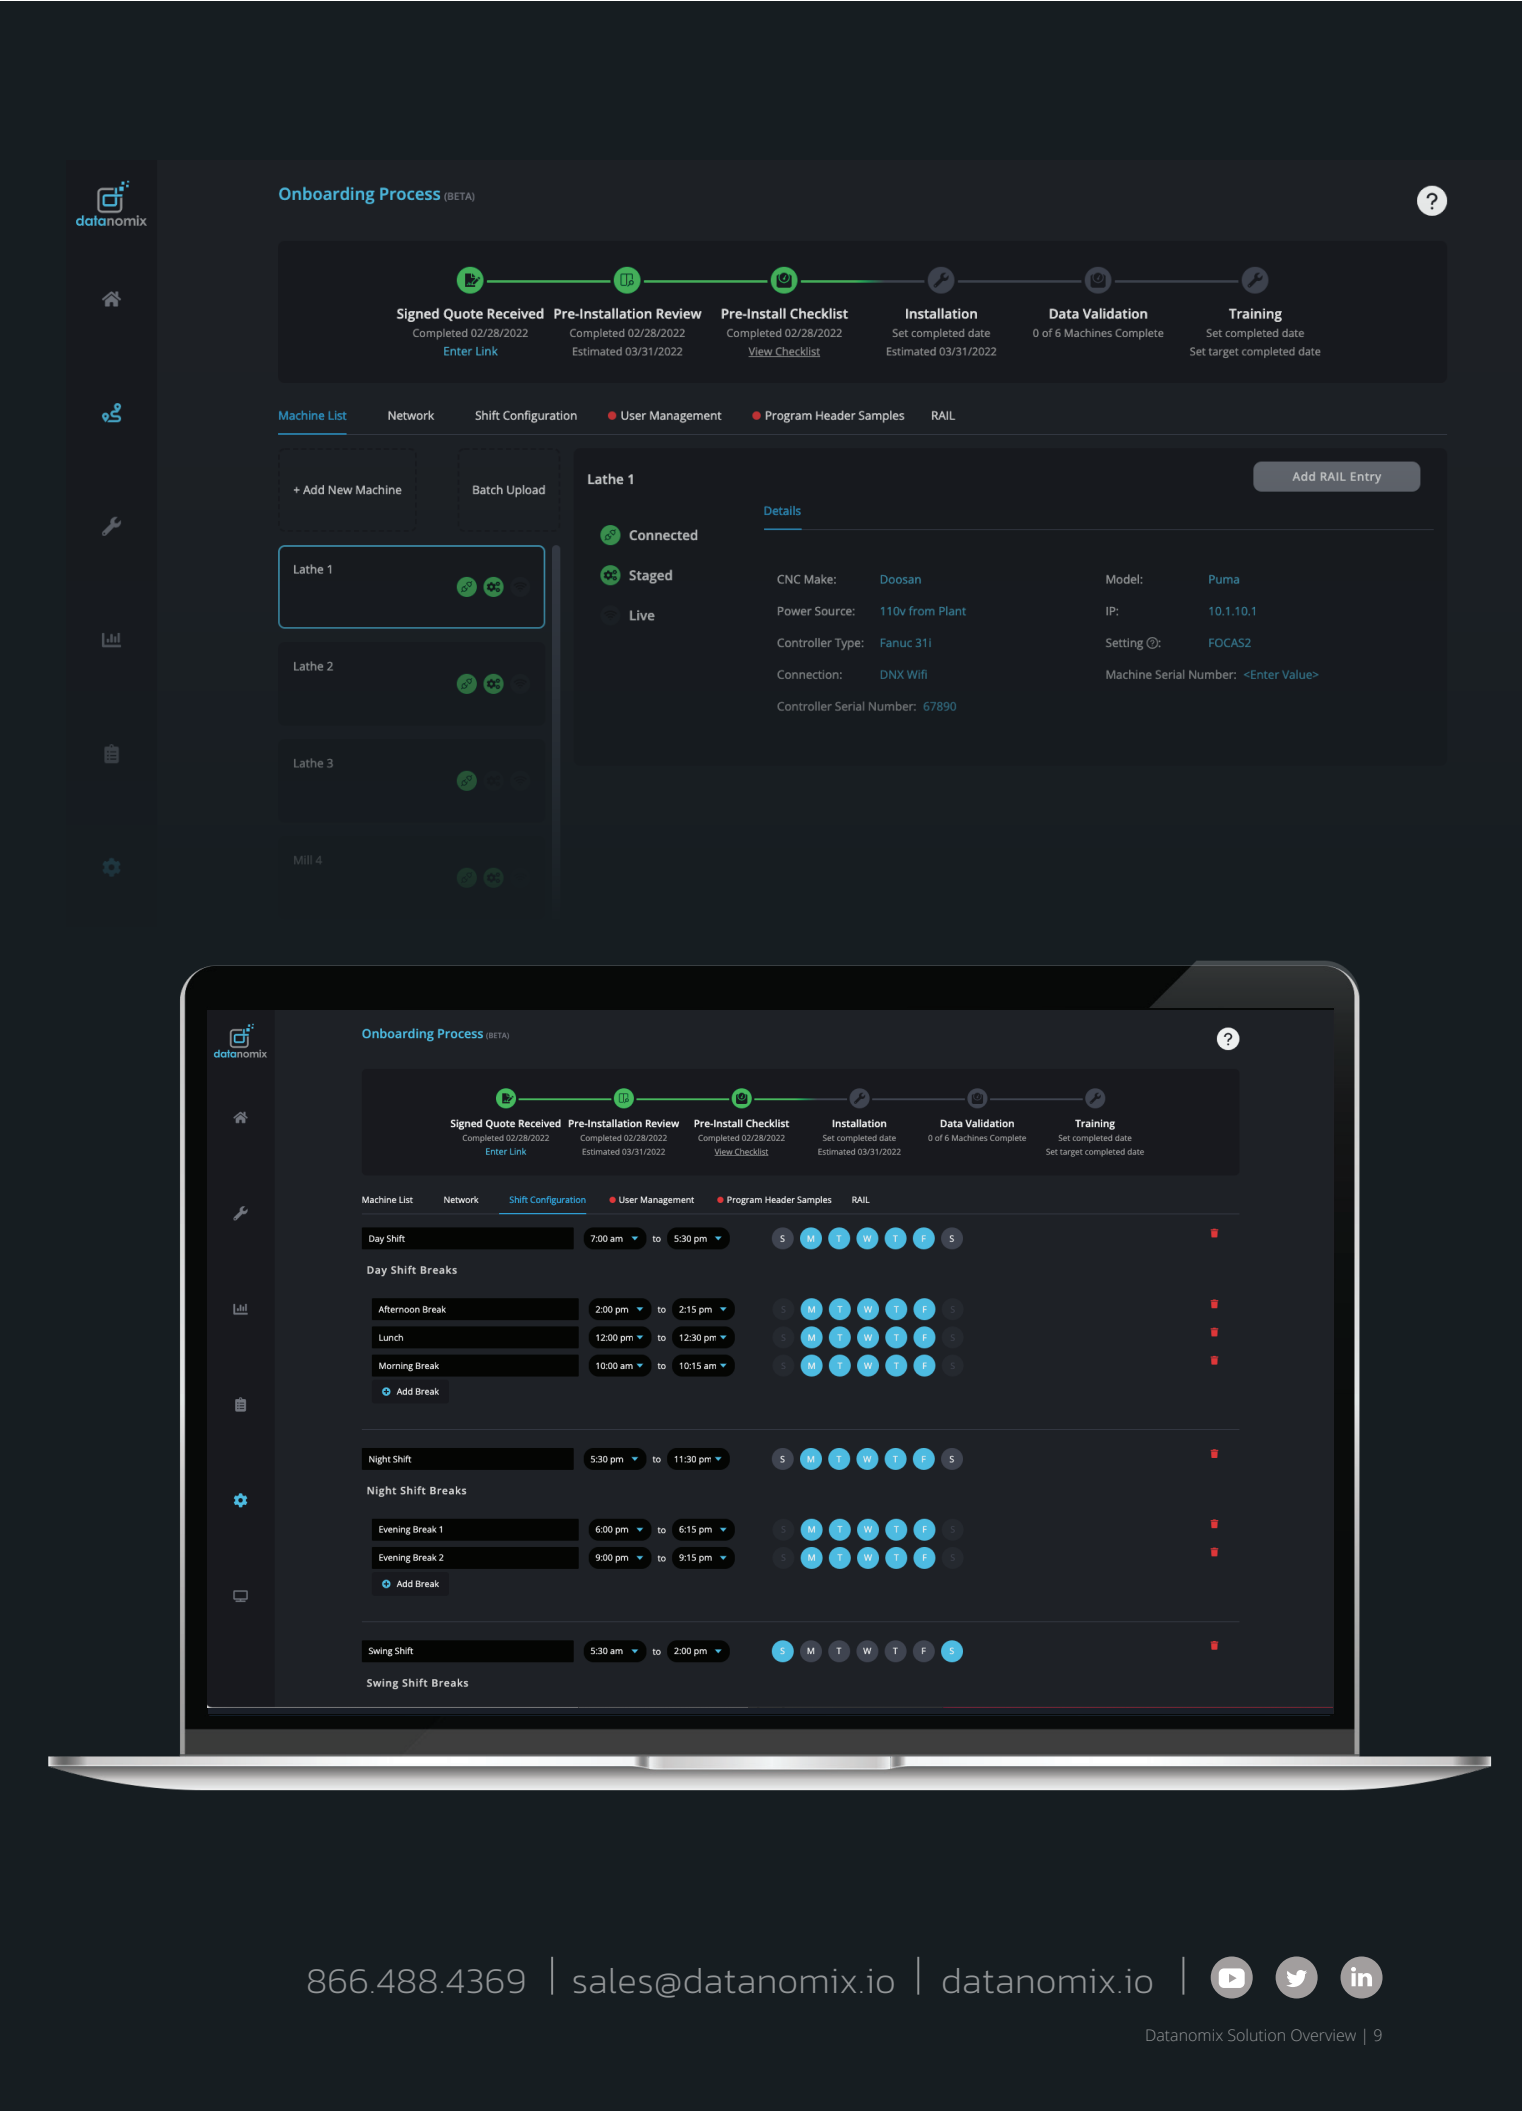 datanomix
Onboarding Process (BETA)
?
Signed Quote Received Pre-Installation Review Pre-Install Checklist Installation Data Validation Training
Completed 02/28/2022 Completed 02/28/2022 Completed 02/28/2022 Set completed date 0 of 6 Machines Complete Set completed date
Enter Link Estimated 03/31/2022 View Checklist Estimated 03/31/2022 Set target completed date
Machine List Network Shift Configuration User Management Program Header Samples RAIL
+ Add New Machine Batch Upload Lathe 1 Add RAIL Entry
Details
Connected
Staged
Live
Lathe 1
Lathe 2
Lathe 3
Mill 4
CNC Make: Doosan Model: Puma
Power Source: 110v from Plant IP: 10.1.10.1
Controller Type: Fanuc 31i Setting ?: FOCAS2
Connection: DNX Wifi Machine Serial Number: <Enter Value>
Controller Serial Number: 67890
datanomix
Onboarding Process (BETA)
?
Signed Quote Received Pre-Installation Review Pre-Install Checklist Installation Data Validation Training
Completed 02/28/2022 Completed 02/28/2022 Completed 02/28/2022 Set completed date 0 of 6 Machines Complete Set completed date
Enter Link Estimated 03/31/2022 View Checklist Estimated 03/31/2022 Set target completed date
Machine List Network Shift Configuration User Management Program Header Samples RAIL
Day Shift 7:00 am to 5:30 pm S M T W T F S
Day Shift Breaks
Afternoon Break 2:00 pm to 2:15 pm S M T W T F S
Lunch 12:00 pm to 12:30 pm S M T W T F S
Morning Break 10:00 am to 10:15 am S M T W T F S
Add Break
Night Shift 5:30 pm to 11:30 pm S M T W T F S
Night Shift Breaks
Evening Break 1 6:00 pm to 6:15 pm S M T W T F S
Evening Break 2 9:00 pm to 9:15 pm S M T W T F S
Add Break
Swing Shift 5:30 am to 2:00 pm S M T W T F S
Swing Shift Breaks
866.488.4369 | sales@datanomix.io | datanomix.io | in
Datanomix Solution Overview | 9